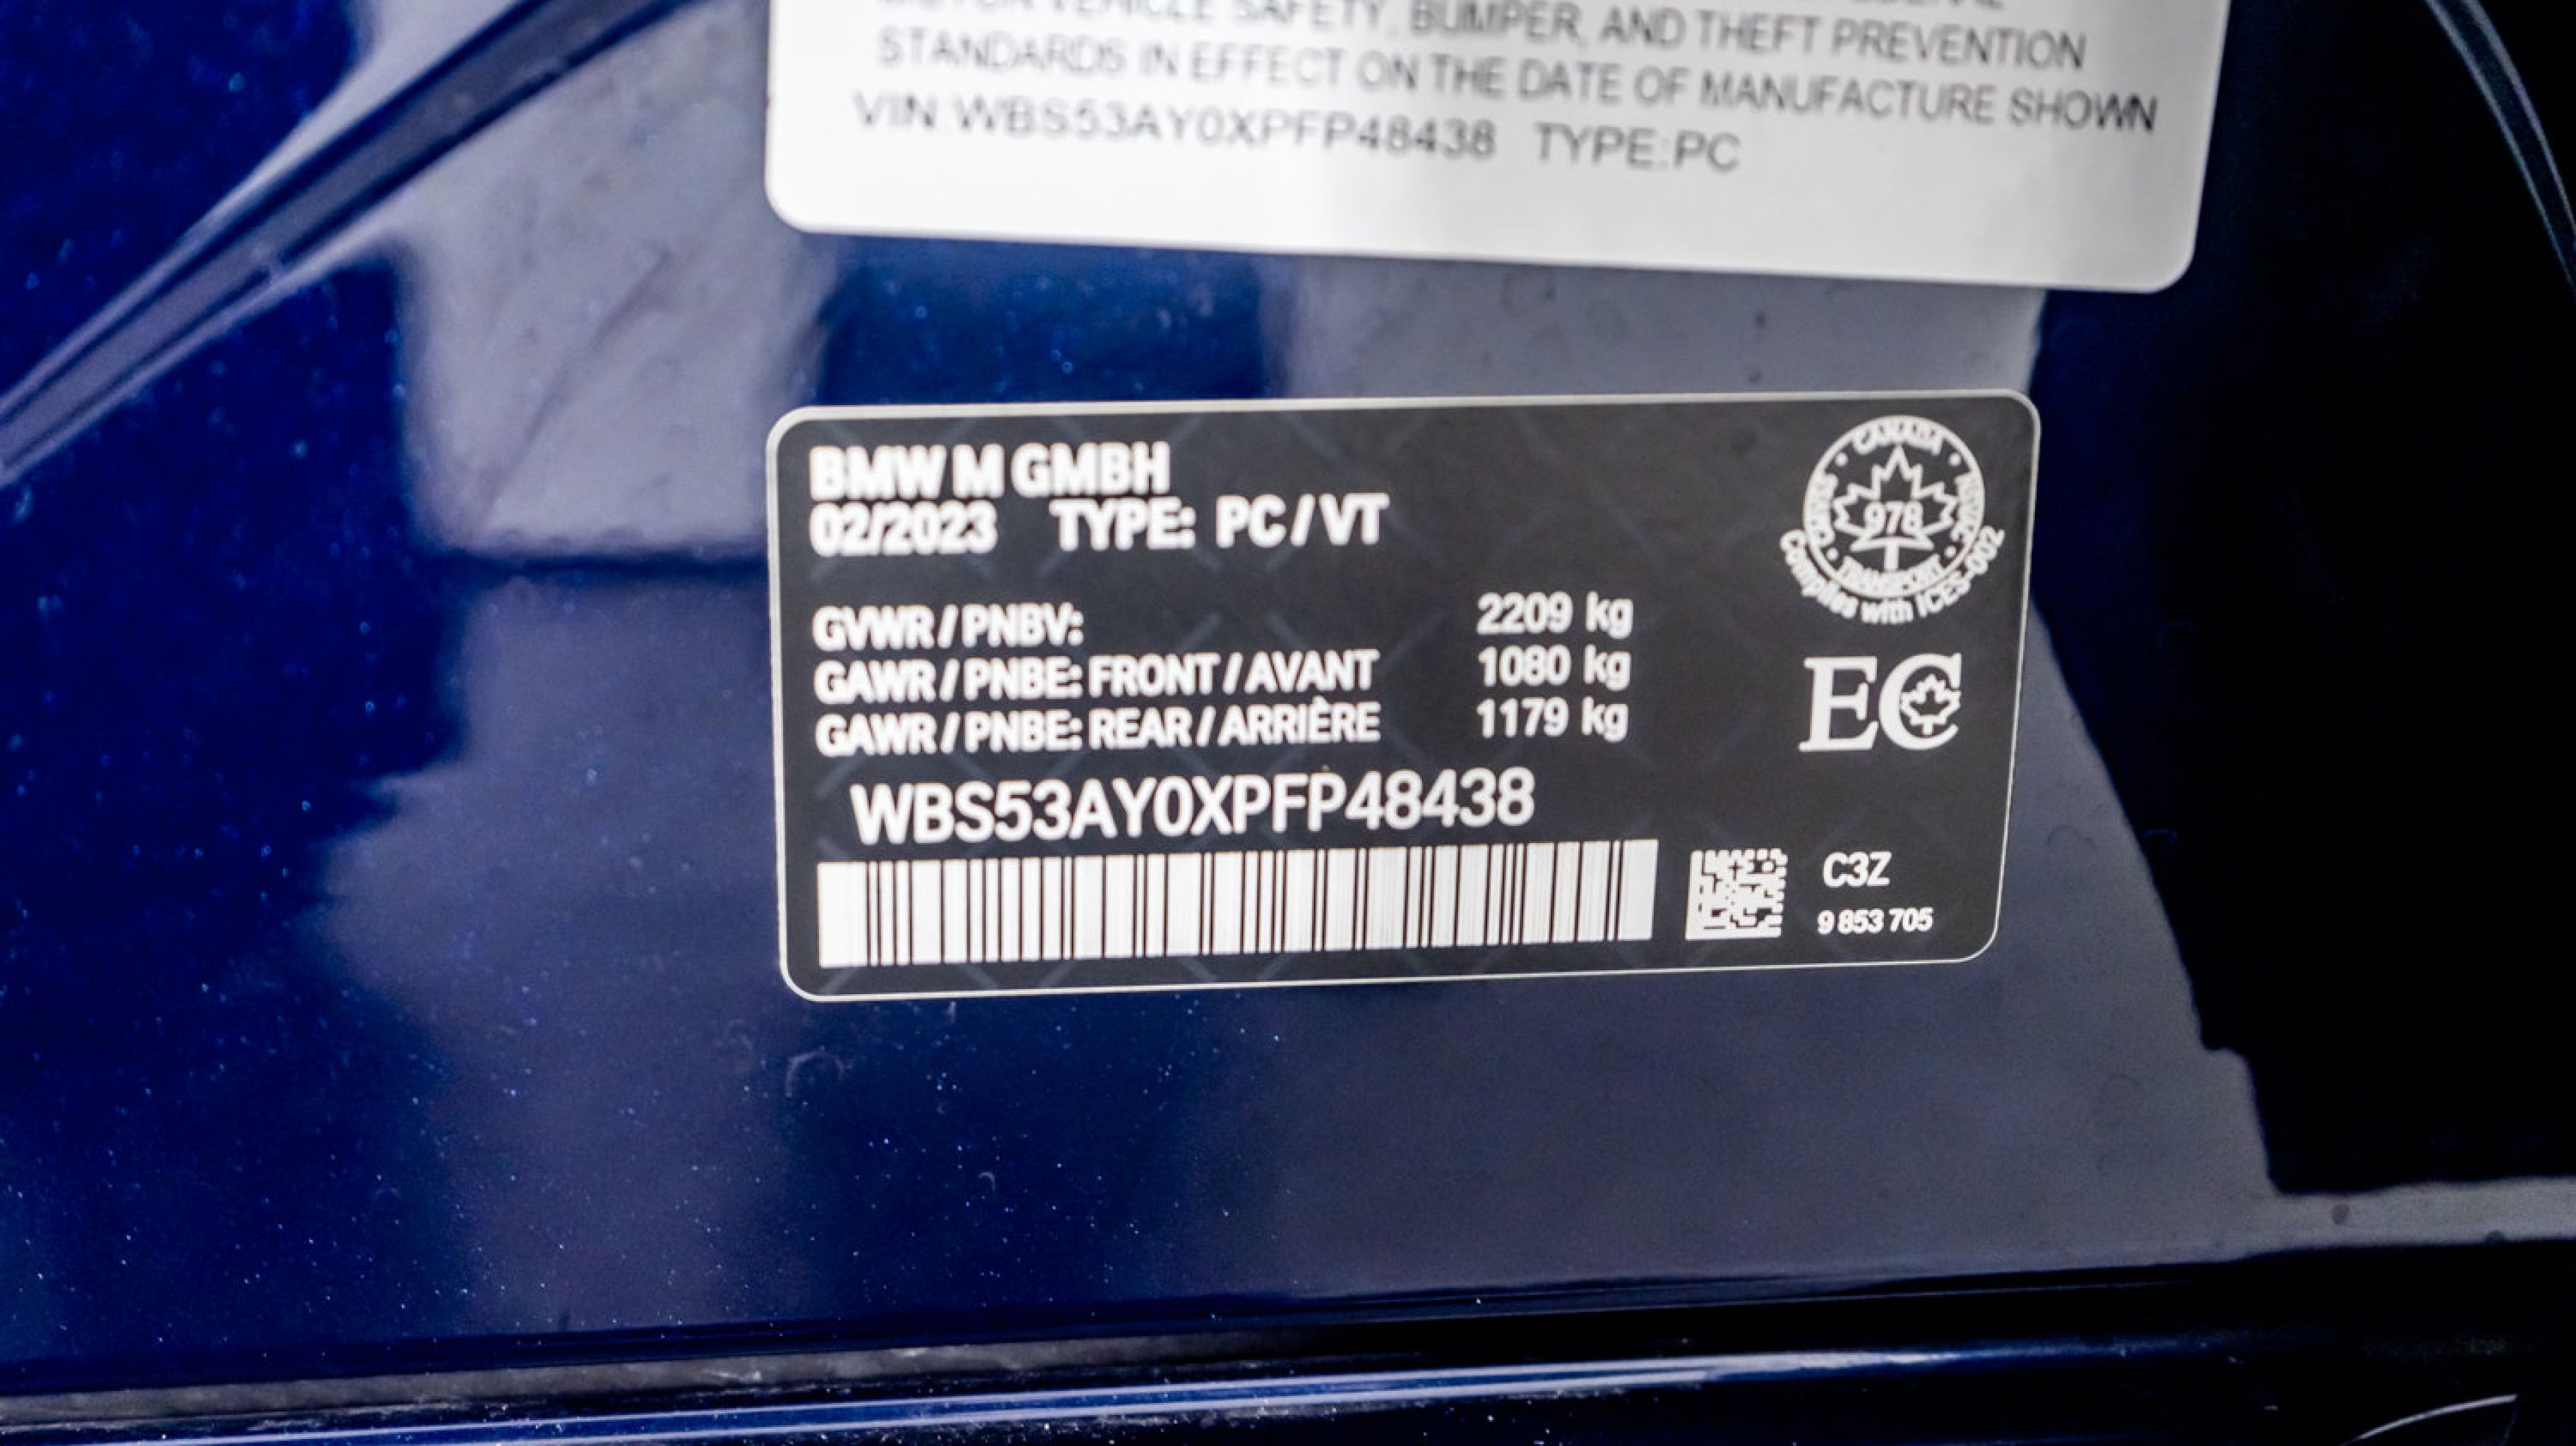 MOTOR VEHICLE SAFETY, BUMPER, AND THEFT PREVENTION
STANDARDS IN EFFECT ON THE DATE OF MANUFACTURE SHOWN
VIN:WBS53AY0XPFP48438 TYPE:PC
BMW M GMBH
02/2023 TYPE: PC / VT
GVWR / PNBV: 2209 kg
GAWR / PNBE: FRONT / AVANT 1080 kg
GAWR / PNBE: REAR / ARRIÈRE 1179 kg
WBS53AY0XPFP48438
CANADA
978
TRANSPORT
Complies with ICES-002
EC
C3Z
9 853 705